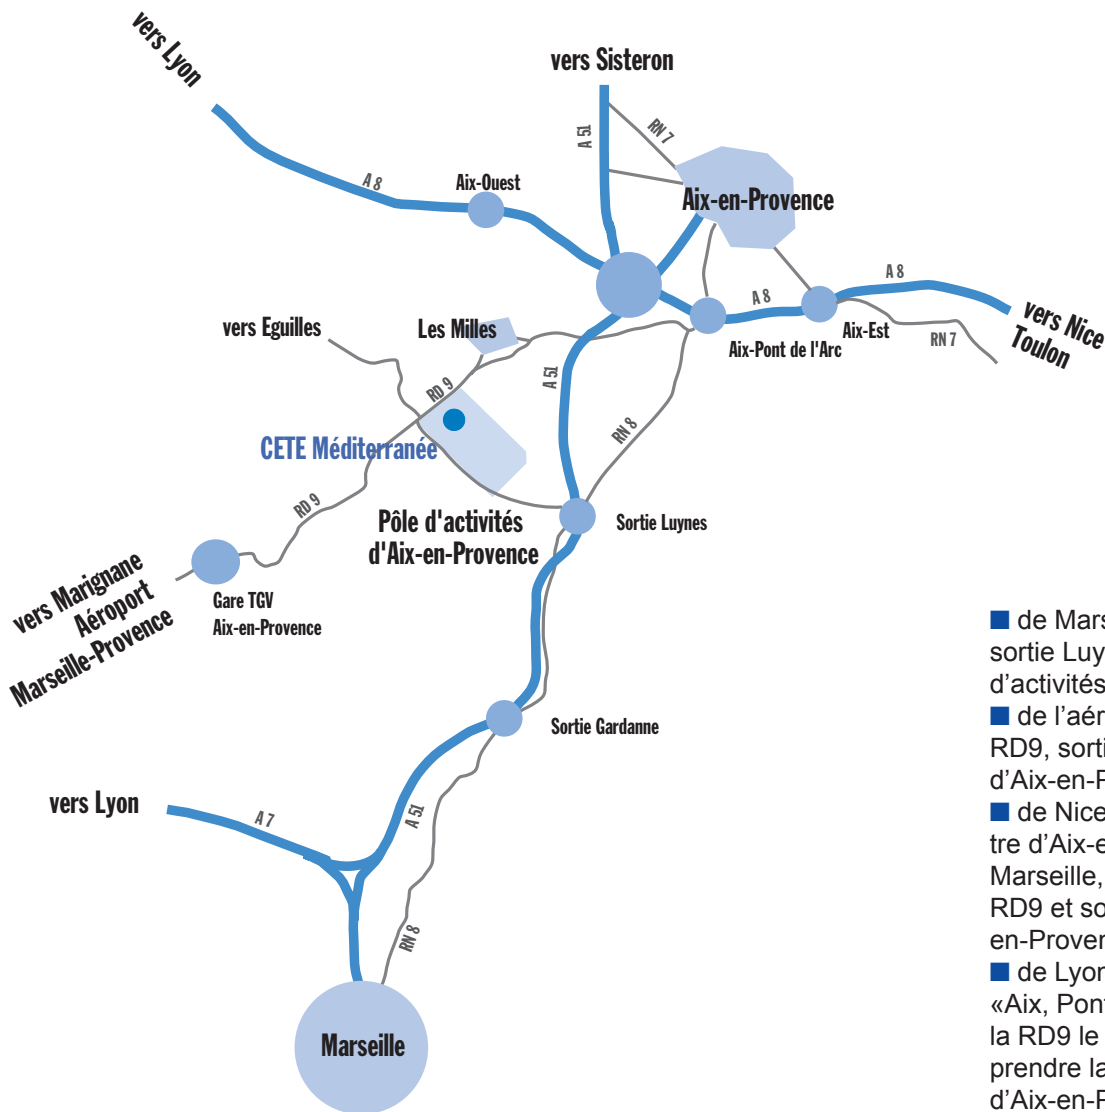 vers Lyon
vers Sisteron
A 51
RN 7
A 8
Aix-Ouest
Aix-en-Provence
A 8
A 8
vers Nice
Toulon
Aix-Est
RN 7
Aix-Pont de l'Arc
vers Eguilles
Les Milles
A 51
RD 9
RN 8
CETE Méditerranée
RD 9
Pôle d'activités
d'Aix-en-Provence
Sortie Luynes
vers Marignane
Aéroport
Marseille-Provence
Gare TGV
Aix-en-Provence
Sortie Gardanne
vers Lyon
A 7
A 51
RN 8
Marseille
■ de Mars
sortie Luy
d’activités
■ de l’aér
RD9, sorti
d’Aix-en-P
■ de Nice
tre d’Aix-e
Marseille,
RD9 et so
en-Proven
■ de Lyon
«Aix, Pont
la RD9 le
prendre la
d’Aix-en-P